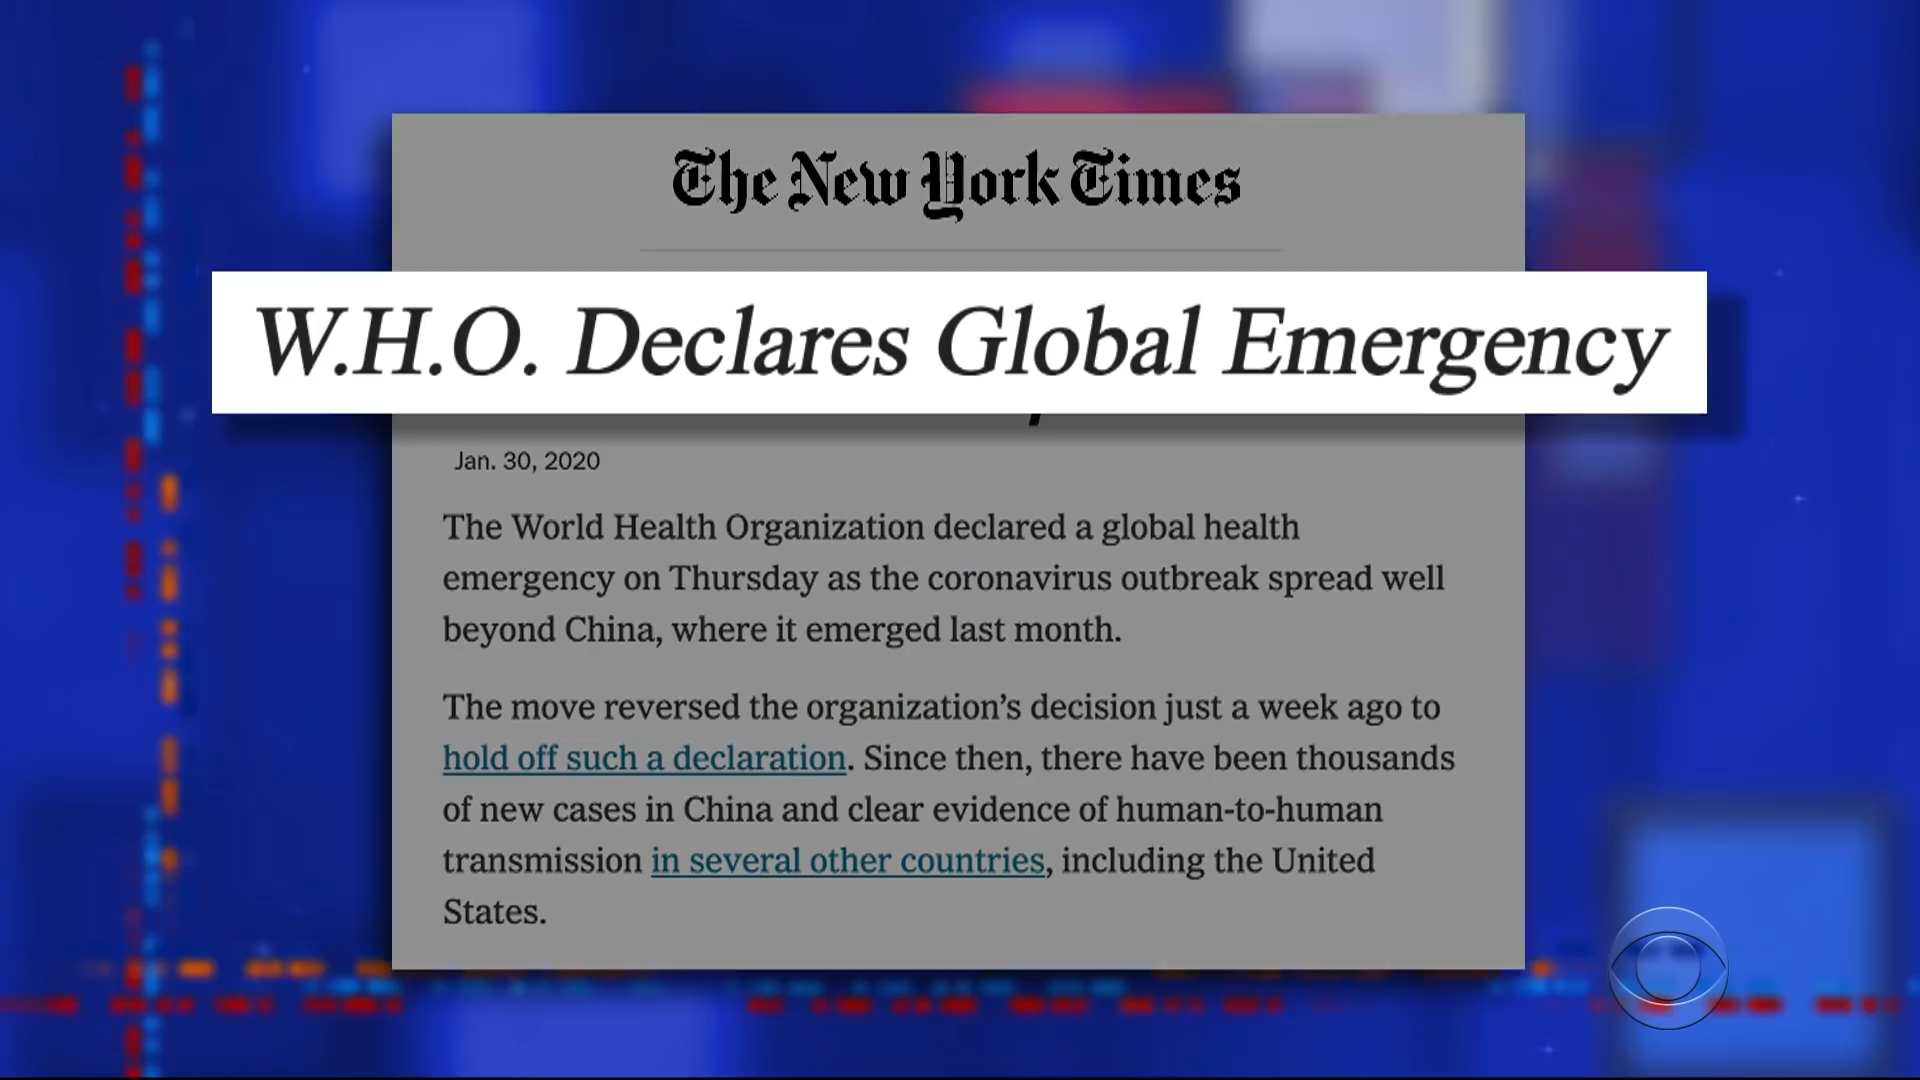 The New York Times
W.H.O. Declares Global Emergency
Jan. 30, 2020
The World Health Organization declared a global health
emergency on Thursday as the coronavirus outbreak spread well
beyond China, where it emerged last month.
The move reversed the organization’s decision just a week ago to
hold off such a declaration. Since then, there have been thousands
of new cases in China and clear evidence of human-to-human
transmission in several other countries, including the United
States.